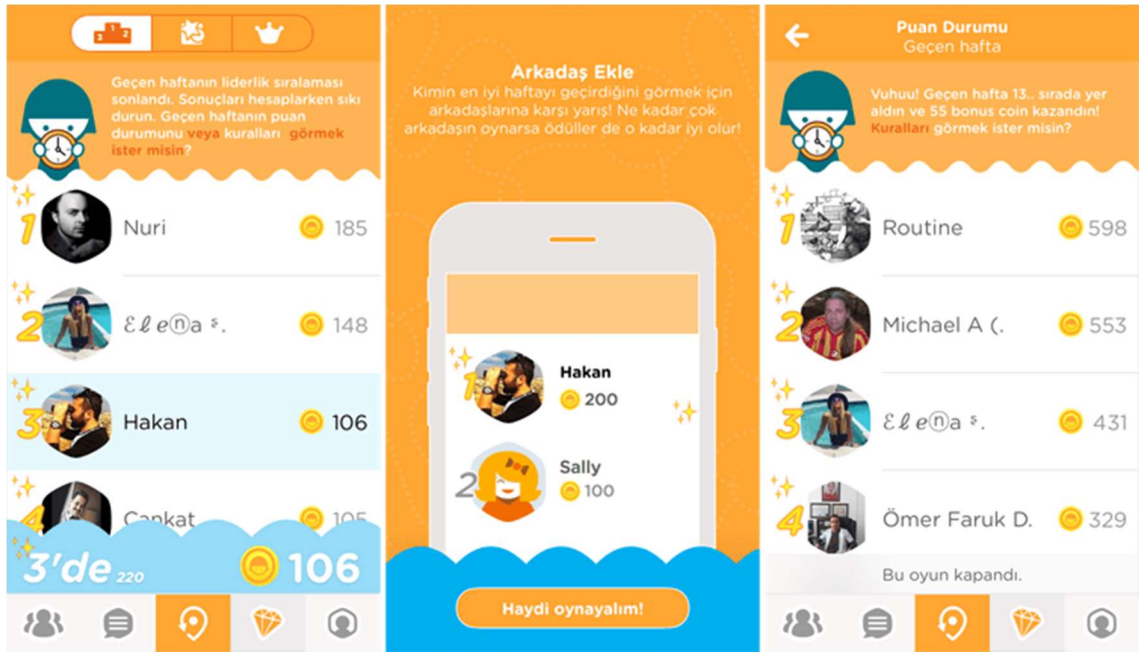 3 1 2
Geçen haftanın liderlik sıralaması
sonlandı. Sonuçları hesaplarken sıkı
durun. Geçen haftanın puan
durumunu veya kuralları görmek
ister misin?
1 Nuri 185
2 ℰℓeⓝa ˢ. 148
3 Hakan 106
4 Cankat 105
3'de 220 106
Arkadaş Ekle
Kimin en iyi haftayı geçirdiğini görmek için
arkadaşlarına karşı yarış! Ne kadar çok
arkadaşın oynarsa ödüller de o kadar iyi olur!
1 Hakan
200
2 Sally
100
Haydi oynayalım!
Puan Durumu
Geçen hafta
Vuhuu! Geçen hafta 13.. sırada yer
aldın ve 55 bonus coin kazandın!
Kuralları görmek ister misin?
1 Routine 598
2 Michael A (. 553
3 ℰℓeⓝa ˢ. 431
4 Ömer Faruk D. 329
Bu oyun kapandı.